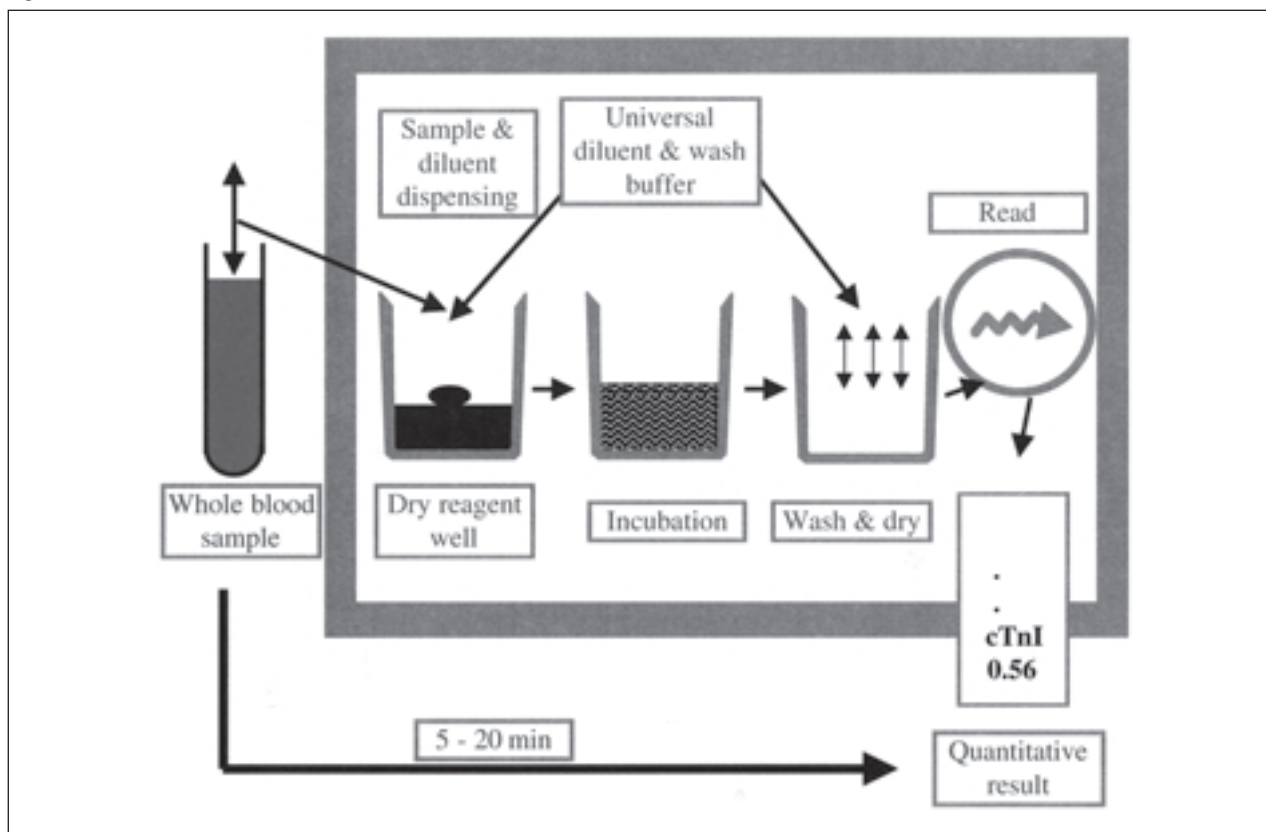 Sample &
diluent
dispensing
Universal
diluent & wash
buffer
Read
Whole blood
sample
Dry reagent
well
Incubation
Wash & dry
.
.
cTnI
0.56
5 - 20 min
Quantitative
result